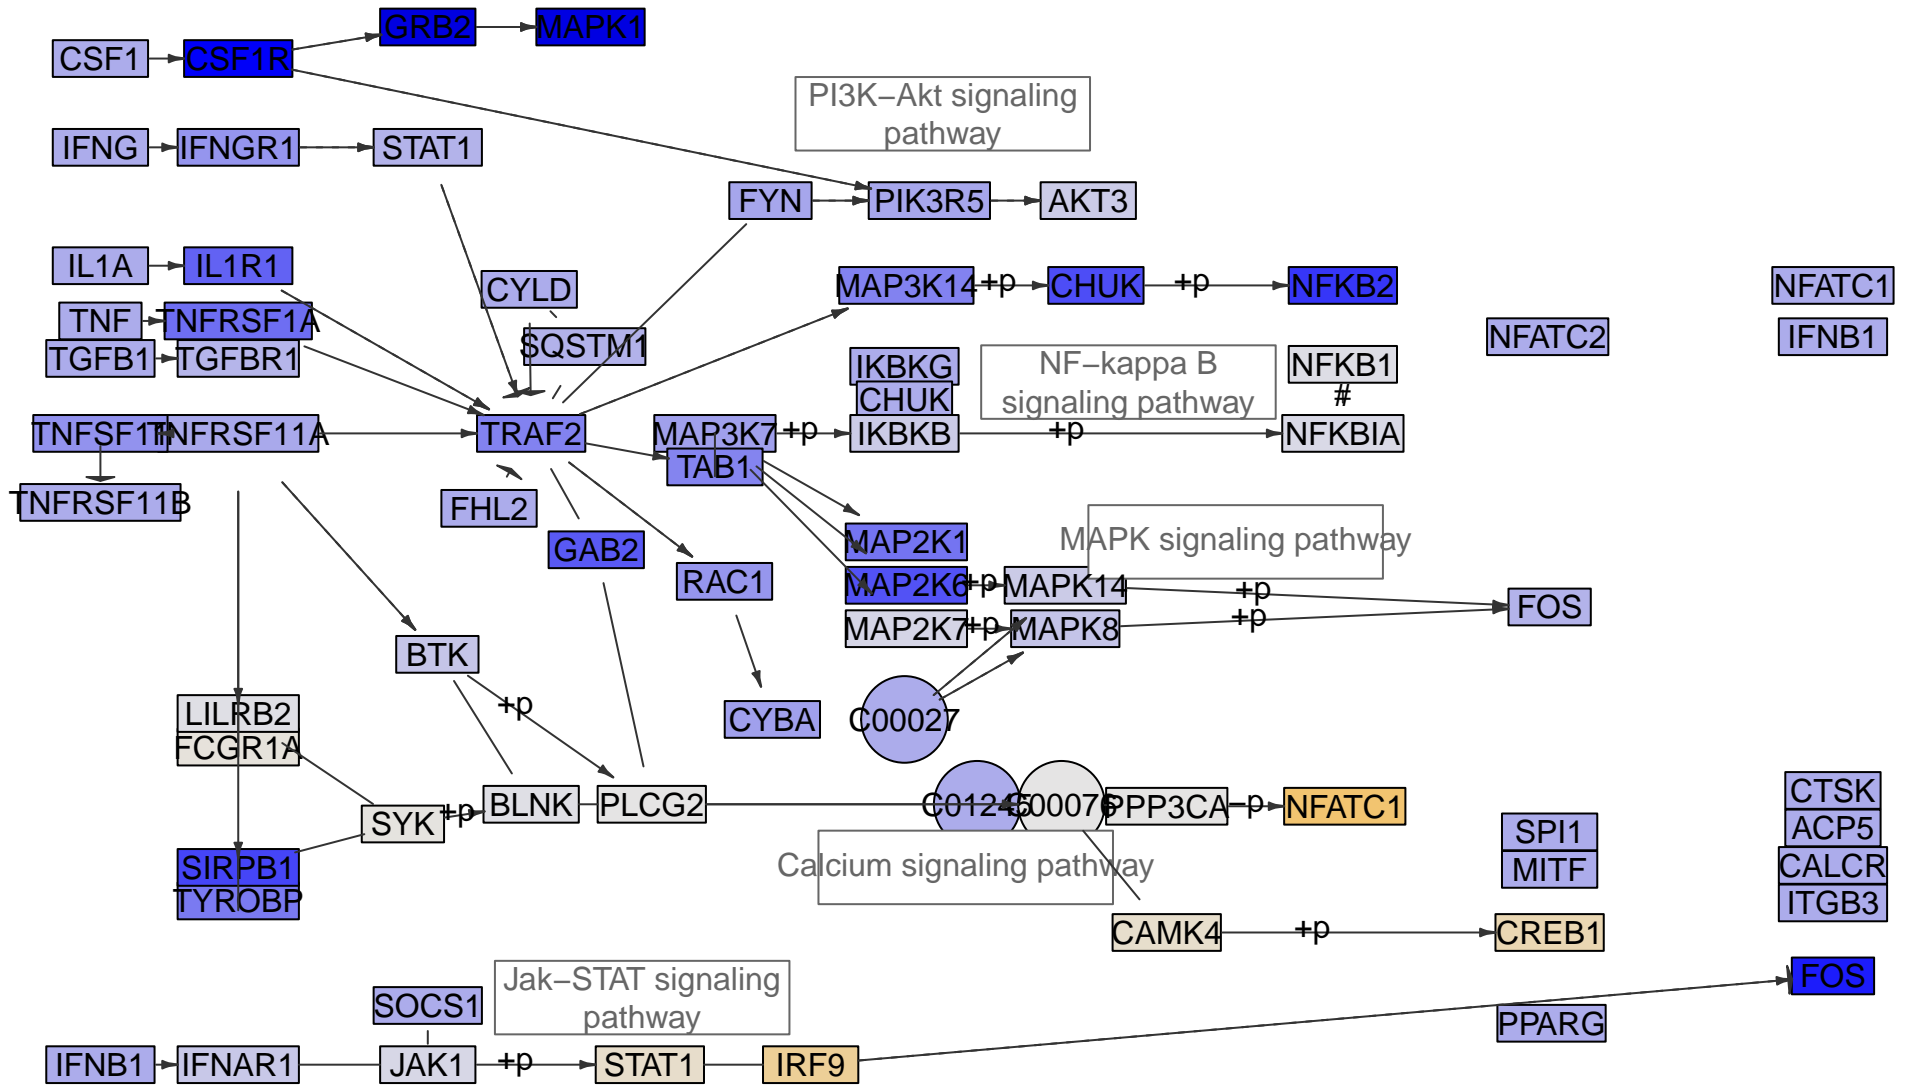 GRB2
MAPK1
CSF1
CSF1R
PI3K−Akt signaling
pathway
IFNG
IFNGR1
STAT1
FYN
PIK3R5
AKT3
IL1A
IL1R1
CYLD
MAP3K14
+p
CHUK
+p
NFKB2
NFATC1
TNF
TNFRSF1A
SQSTM1
NFATC2
IFNB1
TGFB1
TGFBR1
IKBKG
NF−kappa B
signaling pathway
NFKB1
CHUK
#
TNFSF11
TNFRSF11A
TRAF2
MAP3K7
+p
IKBKB
+p
NFKBIA
TAB1
TNFRSF11B
FHL2
GAB2
MAP2K1
MAPK signaling pathway
RAC1
MAP2K6
+p
MAPK14
+p
FOS
MAP2K7
+p
MAPK8
+p
BTK
+p
LILRB2
CYBA
C00027
FCGR1A
SYK
+p
BLNK
PLCG2
C01245
C00076
PPP3CA
−p
NFATC1
CTSK
SPI1
ACP5
SIRPB1
Calcium signaling pathway
MITF
CALCR
TYROBP
ITGB3
CAMK4
+p
CREB1
Jak−STAT signaling
pathway
FOS
SOCS1
PPARG
IFNB1
IFNAR1
JAK1
+p
STAT1
IRF9